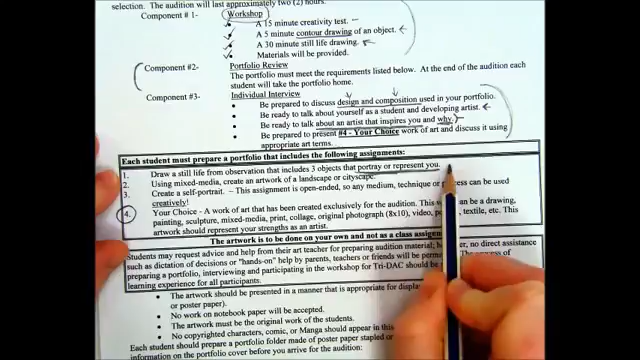 selection. The audition will last approximately two (2) hours.
Component # 1- Workshop
A 15 minute creativity test.
A 5 minute contour drawing of an object.
A 30 minute still life drawing.
Materials will be provided.
Component #2- Portfolio Review
The portfolio must meet the requirements listed below. At the end of the audition each
student will take the portfolio home.
Component #3- Individual Interview
Be prepared to discuss design and composition used in your portfolio.
Be ready to talk about yourself as a student and developing artist.
Be ready to talk about an artist that inspires you and why.
Be prepared to present #4 - Your Choice work of art and discuss it using
appropriate art terms.
Each student must prepare a portfolio that includes the following assignments:
1. Draw a still life from observation that includes 3 objects that portray or represent you.
2. Using mixed-media, create an artwork of a landscape or cityscape.
3. Create a self-portrait. - This assignment is open-ended, so any medium, technique or process can be used
creatively!
4. Your Choice - A work of art that has been created exclusively for the audition. This can be a drawing,
painting, sculpture, mixed-media, print, collage, original photograph (8x10), video, textile, etc. This
artwork should represent your strengths as an artist.
The artwork is to be done on your own and not as a class
Students may request advice and help from their art teacher for preparing audition material; no direct assistance
such as dictation of decisions or "hands-on" help by parents, teachers or friends will be
preparing a portfolio, interviewing and participating in the workshop for Tri-DAC should be The process of
learning experience for all participants.
The artwork should be presented in a manner that is appropriate for
or poster paper).
No work on notebook paper will be accepted.
The artwork must be the original work of the students.
No copyrighted characters, comic, or Manga should appear in this
Each student should prepare a portfolio folder made of poster paper stapled or
information on the portfolio cover before you arrive for the audition: